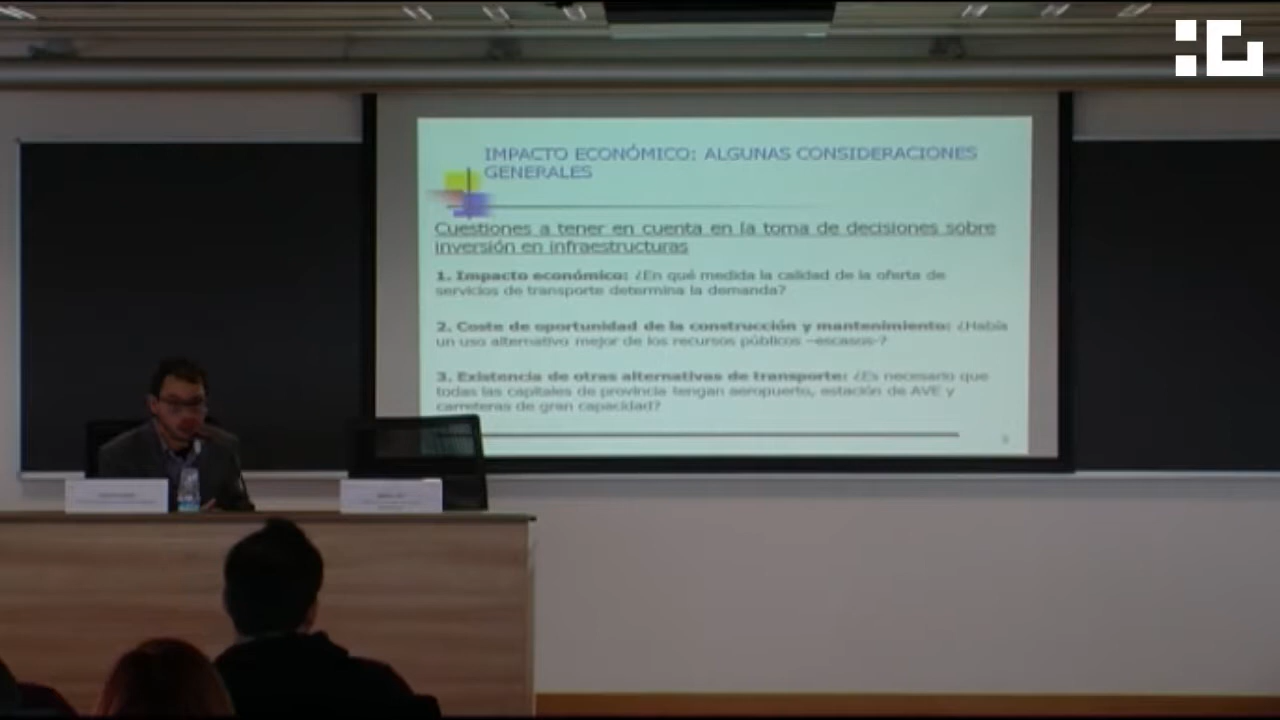 IMPACTO ECONÓMICO: ALGUNAS CONSIDERACIONES
GENERALES
Cuestiones a tener en cuenta en la toma de decisiones sobre
inversión en infraestructuras
1. Impacto económico: ¿En qué medida la calidad de la oferta de
servicios de transporte determina la demanda?
2. Coste de oportunidad de la construcción y mantenimiento: ¿Había
un uso alternativo mejor de los recursos públicos –escasos-?
3. Existencia de otras alternativas de transporte: ¿Es necesario que
todas las capitales de provincia tengan aeropuerto, estación de AVE y
carreteras de gran capacidad?